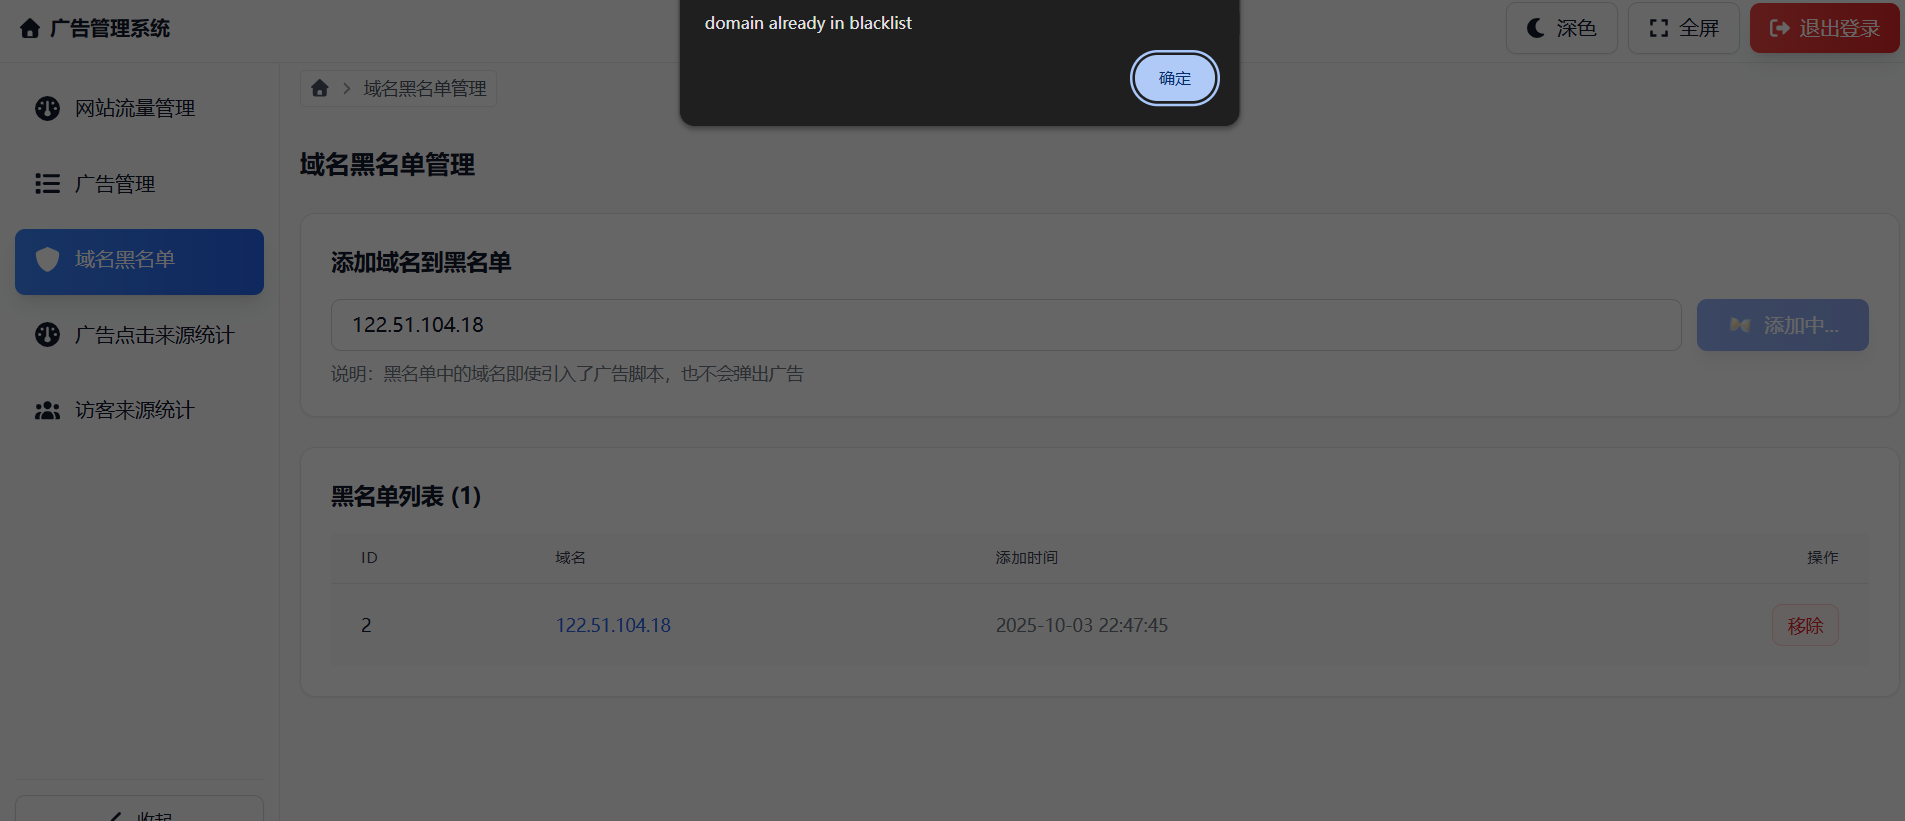 广告管理系统
domain already in blacklist
确定
深色
全屏
退出登录
网站流量管理
广告管理
域名黑名单
广告点击来源统计
访客来源统计
收起
域名黑名单管理
域名黑名单管理
添加域名到黑名单
122.51.104.18
添加中...
说明：黑名单中的域名即使引入了广告脚本，也不会弹出广告
黑名单列表 (1)
ID 域名 添加时间 操作
2 122.51.104.18 2025-10-03 22:47:45 移除